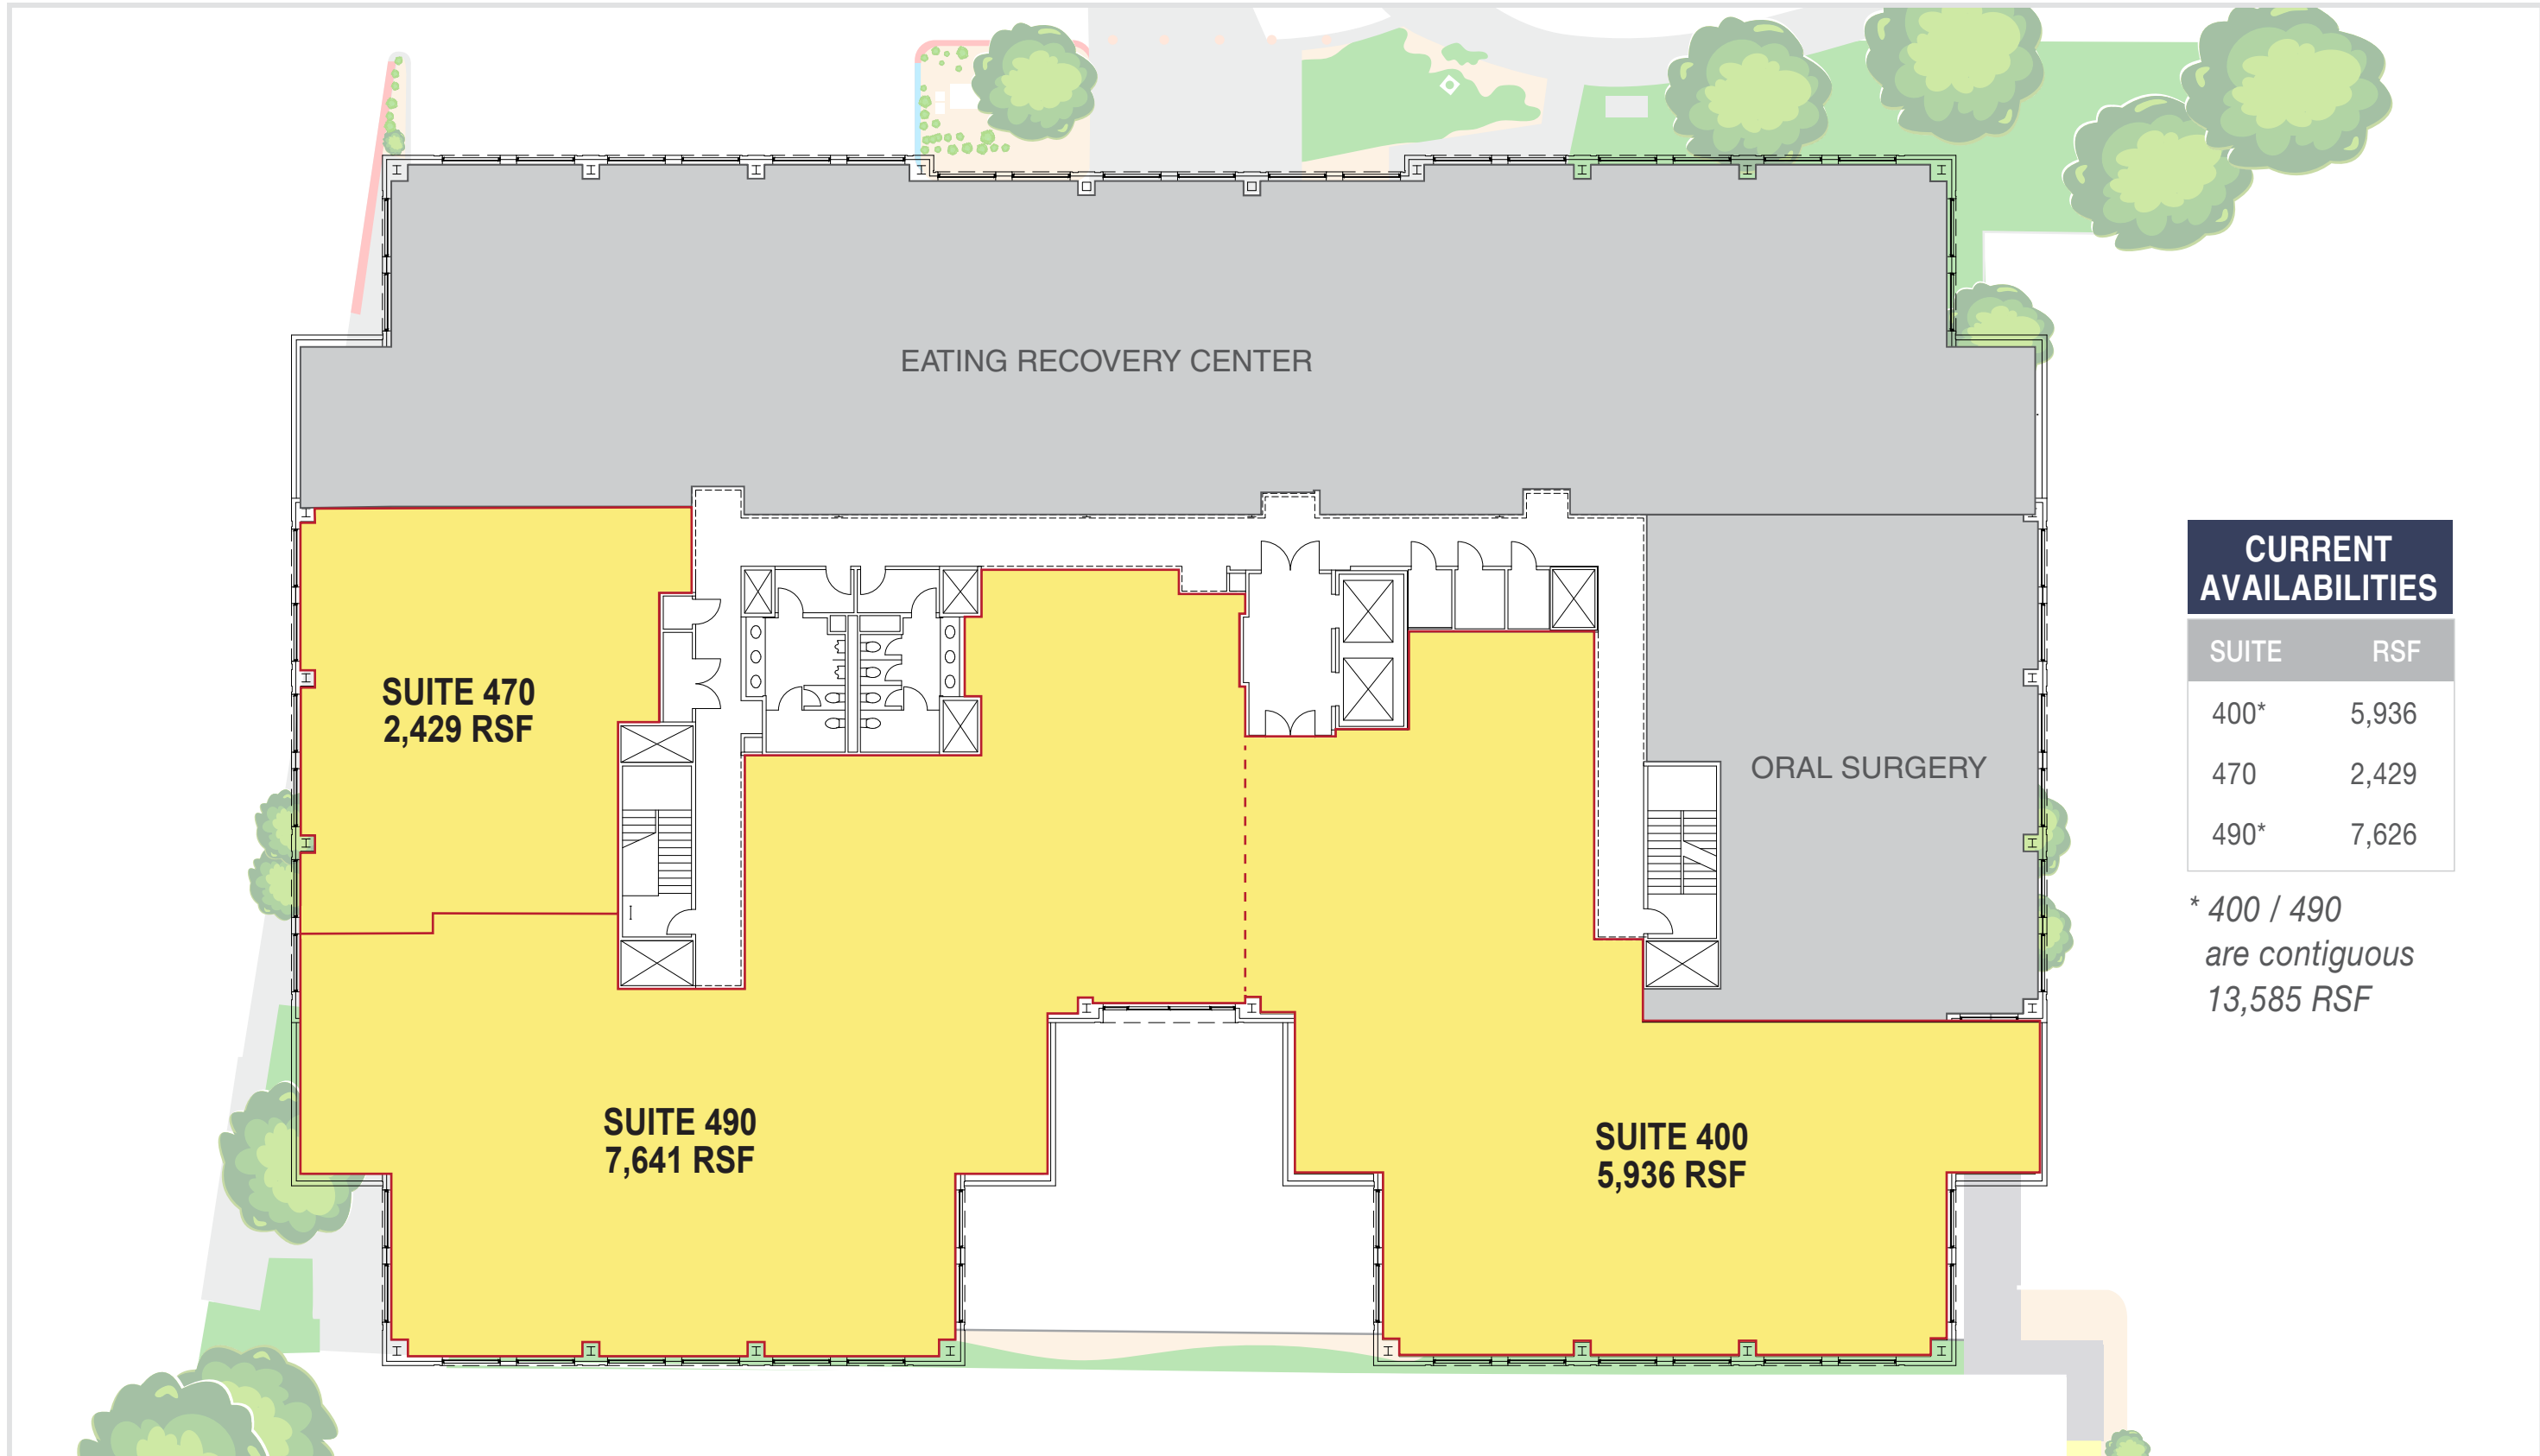 EATING RECOVERY CENTER
SUITE 470
2,429 RSF
ORAL SURGERY
SUITE 490
7,641 RSF
SUITE 400
5,936 RSF
CURRENT
AVAILABILITIES
SUITE RSF
400* 5,936
470 2,429
490* 7,626
* 400 / 490
are contiguous
13,585 RSF